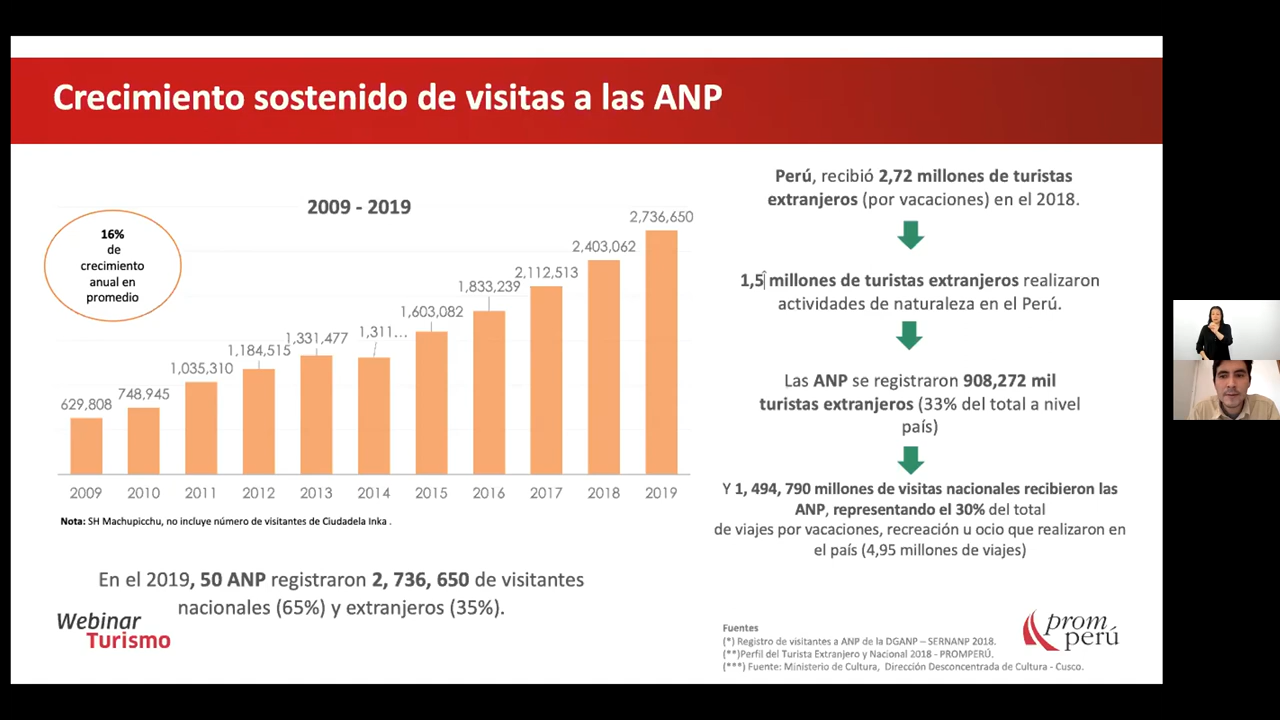 Crecimiento sostenido de visitas a las ANP
2009 - 2019
16%
de
crecimiento
anual en
promedio
629,808
748,945
1,035,310
1,184,515
1,331,477
1,311...
1,603,082
1,833,239
2,112,513
2,403,062
2,736,650
2009 2010 2011 2012 2013 2014 2015 2016 2017 2018 2019
Nota: SH Machupicchu, no incluye número de visitantes de Ciudadela Inka .
En el 2019, 50 ANP registraron 2, 736, 650 de visitantes
nacionales (65%) y extranjeros (35%).
Webinar
Turismo
Perú, recibió 2,72 millones de turistas
extranjeros (por vacaciones) en el 2018.
1,5 millones de turistas extranjeros realizaron
actividades de naturaleza en el Perú.
Las ANP se registraron 908,272 mil
turistas extranjeros (33% del total a nivel
país)
Y 1, 494, 790 millones de visitas nacionales recibieron las
ANP, representando el 30% del total
de viajes por vacaciones, recreación u ocio que realizaron en
el país (4,95 millones de viajes)
Fuentes
(*) Registro de visitantes a ANP de la DGANP – SERNANP 2018.
(**)Perfil del Turista Extranjero y Nacional 2018 - PROMPERÚ.
(***) Fuente: Ministerio de Cultura, Dirección Desconcentrada de Cultura - Cusco.
prom
perú